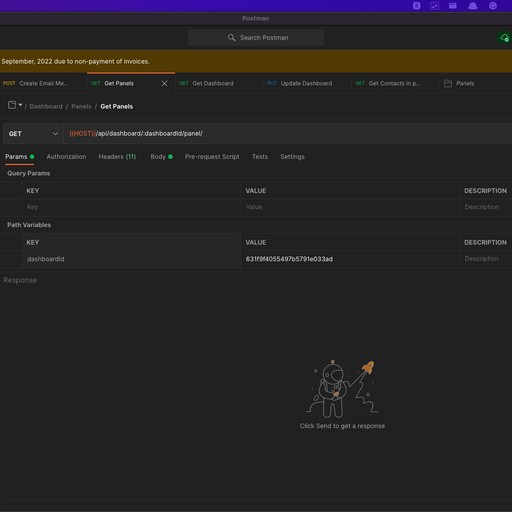 Postman
Search Postman
September, 2022 due to non-payment of invoices.
POST Create Email Me...
GET Get Panels
GET Get Dashboard
PUT Update Dashboard
GET Get Contacts in p...
Panels
/ Dashboard / Panels / Get Panels
GET
{{HOST}}/api/dashboard/:dashboardId/panel/
Params Authorization Headers (11) Body Pre-request Script Tests Settings
Query Params
KEY VALUE DESCRIPTION
Key Value Description
Path Variables
KEY VALUE DESCRIPTION
dashboardId 631f9f4055497b5791e033ad Description
Response
Click Send to get a response